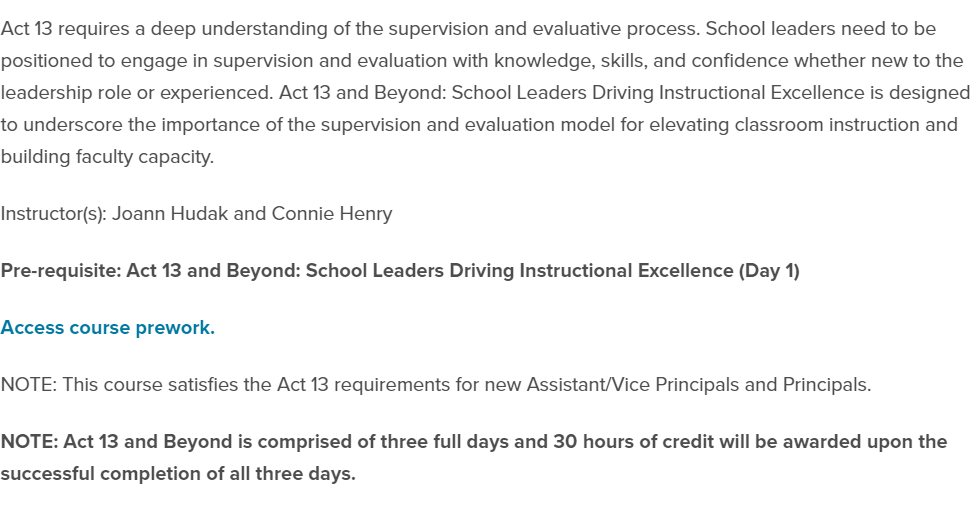 Act 13 requires a deep understanding of the supervision and evaluative process. School leaders need to be
positioned to engage in supervision and evaluation with knowledge, skills, and confidence whether new to the
leadership role or experienced. Act 13 and Beyond: School Leaders Driving Instructional Excellence is designed
to underscore the importance of the supervision and evaluation model for elevating classroom instruction and
building faculty capacity.
Instructor(s): Joann Hudak and Connie Henry
Pre-requisite: Act 13 and Beyond: School Leaders Driving Instructional Excellence (Day 1)
Access course prework.
NOTE: This course satisfies the Act 13 requirements for new Assistant/Vice Principals and Principals.
NOTE: Act 13 and Beyond is comprised of three full days and 30 hours of credit will be awarded upon the
successful completion of all three days.